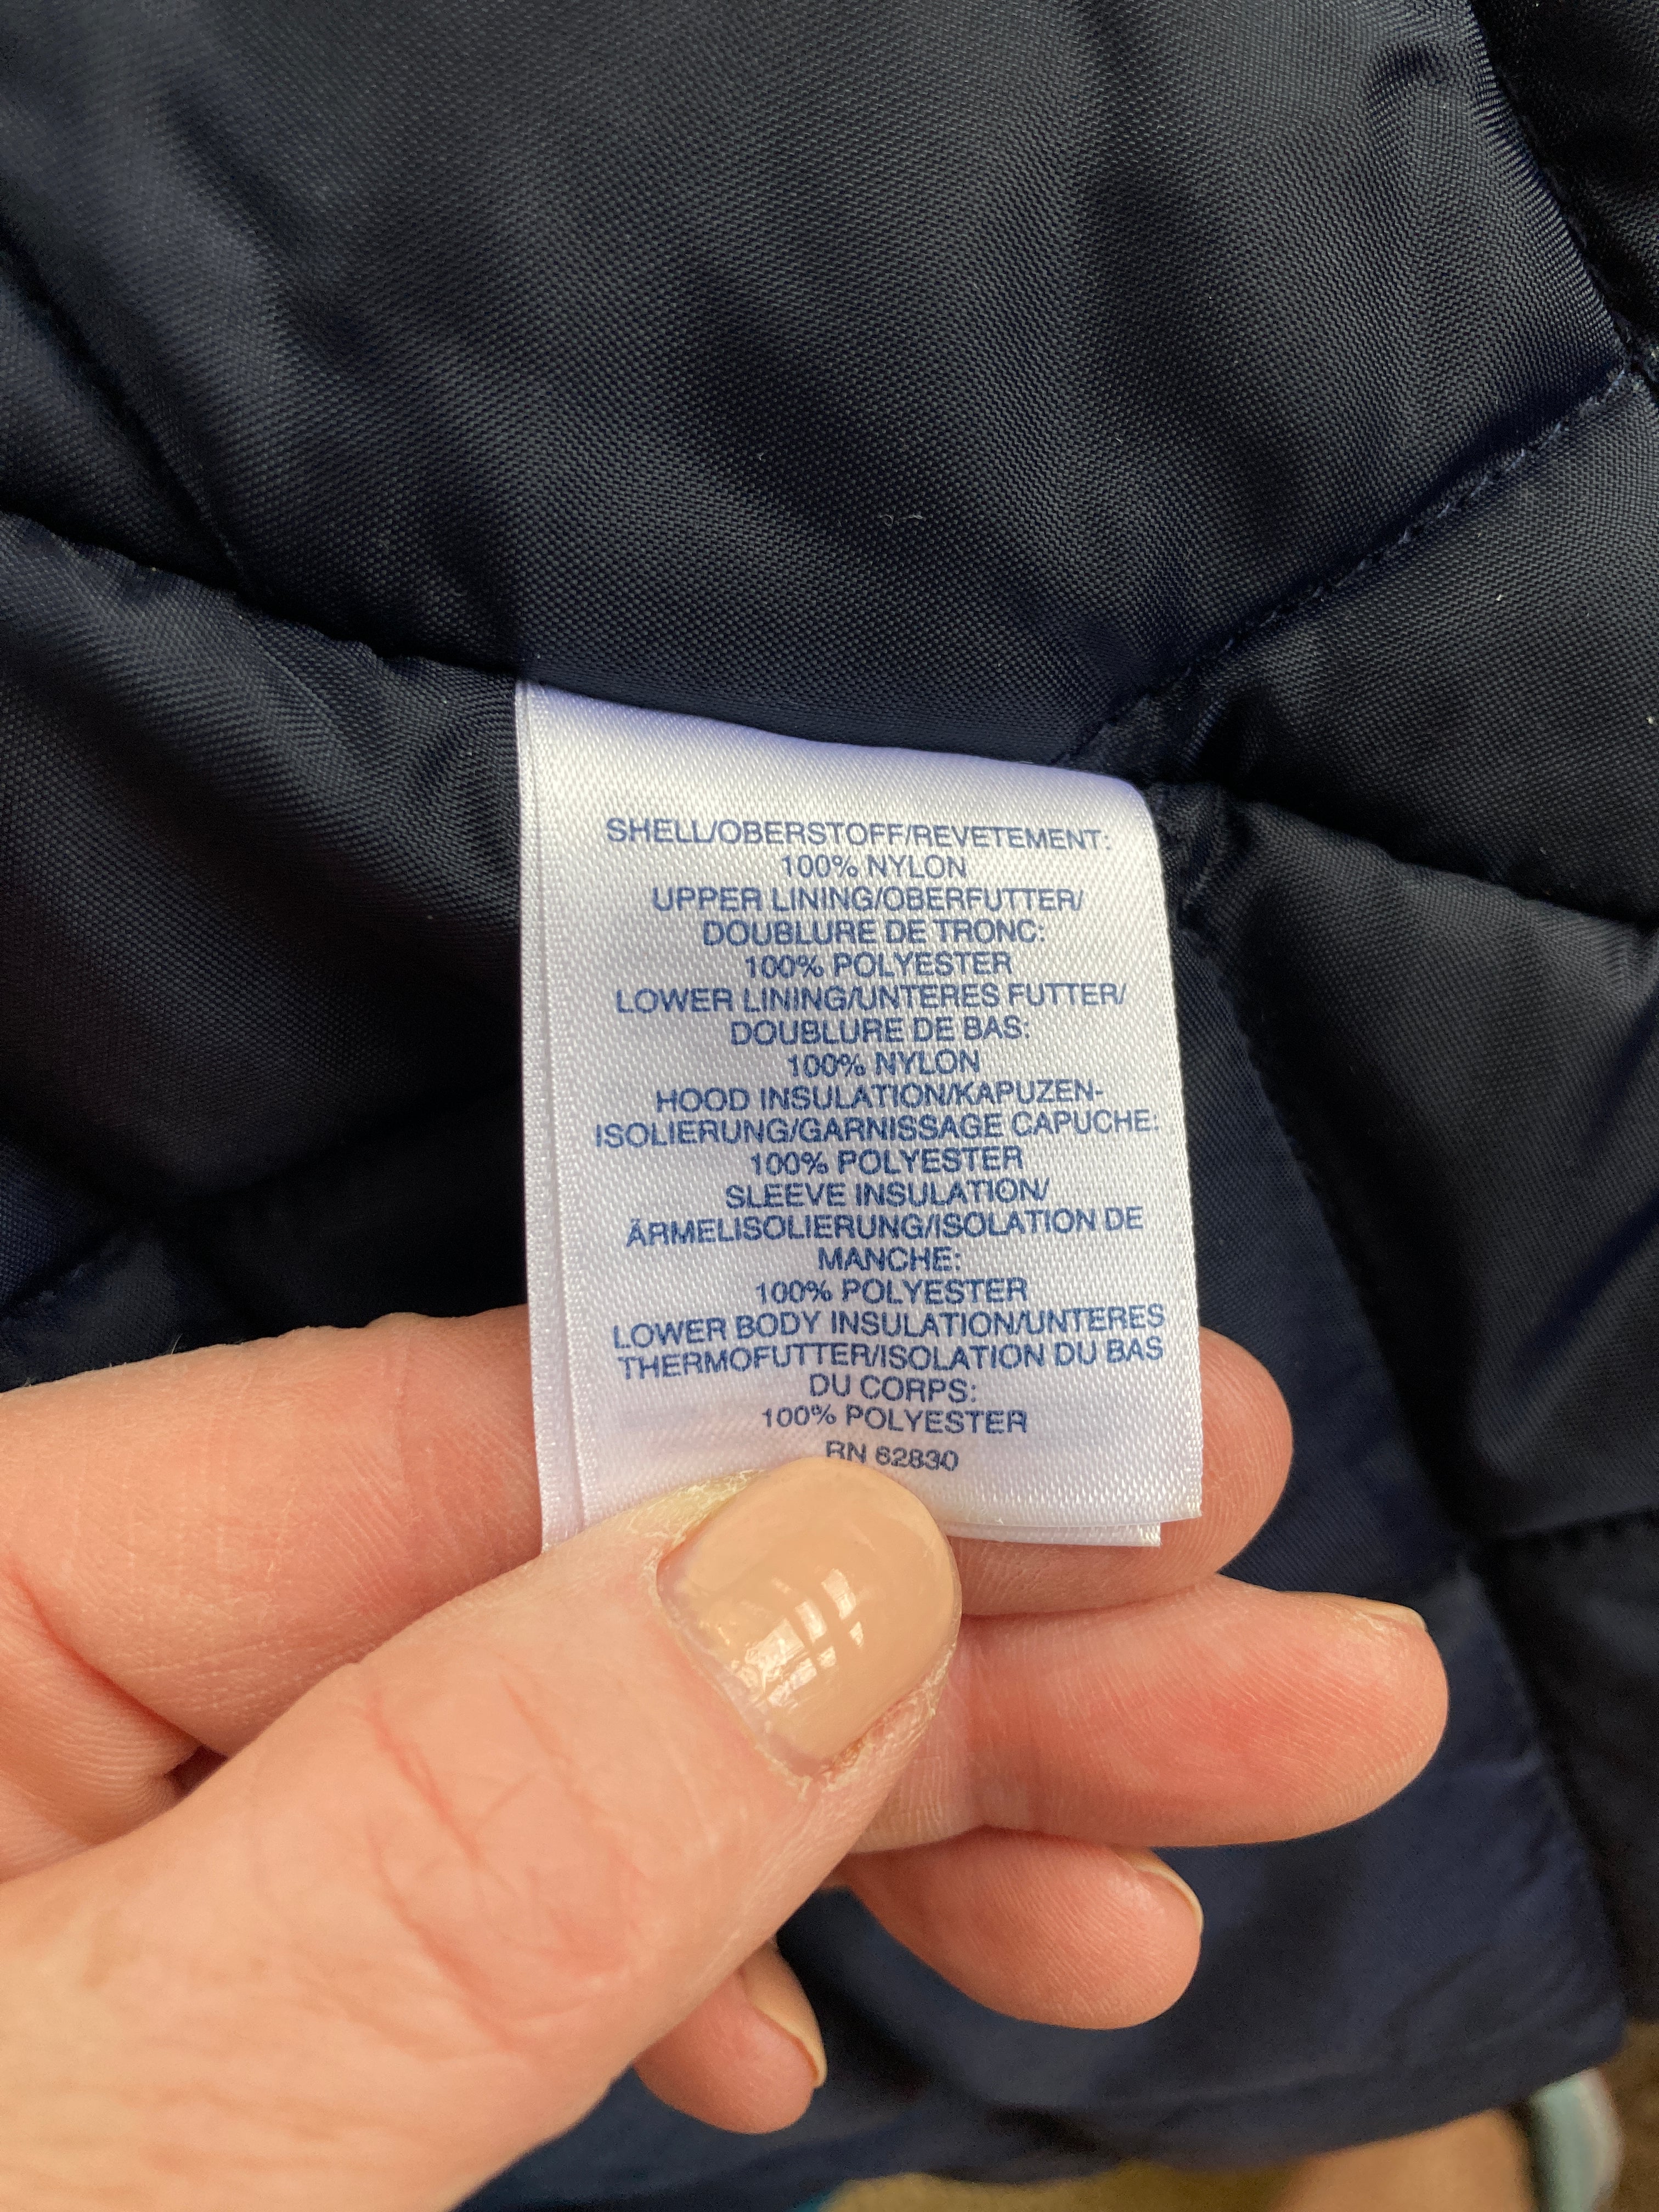 SHELL/OBERSTOFF/REVETEMENT:
100% NYLON
UPPER LINING/OBERFUTTER/
DOUBLURE DE TRONC:
100% POLYESTER
LOWER LINING/UNTERES FUTTER/
DOUBLURE DE BAS:
100% NYLON
HOOD INSULATION/KAPUZEN-
ISOLIERUNG/GARNISSAGE CAPUCHE:
100% POLYESTER
SLEEVE INSULATION/
ÄRMELISOLIERUNG/ISOLATION DE
MANCHE:
100% POLYESTER
LOWER BODY INSULATION/UNTERES
THERMOFUTTER/ISOLATION DU BAS
DU CORPS:
100% POLYESTER
RN 62830